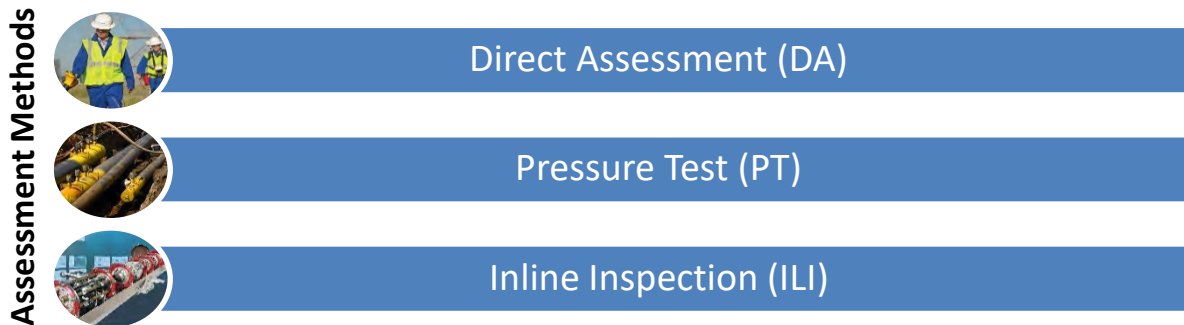 Assessment Methods
Direct Assessment (DA)
Pressure Test (PT)
Inline Inspection (ILI)